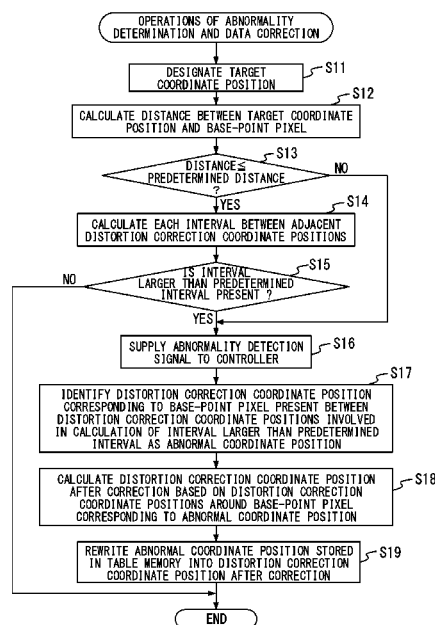 OPERATIONS OF ABNORMALITY
DETERMINATION AND DATA CORRECTION
S11
DESIGNATE TARGET
COORDINATE POSITION
S12
CALCULATE DISTANCE BETWEEN TARGET COORDINATE
POSITION AND BASE-POINT PIXEL
S13
DISTANCE≦
PREDETERMINED DISTANCE
?
NO
YES
S14
CALCULATE EACH INTERVAL BETWEEN ADJACENT
DISTORTION CORRECTION COORDINATE POSITIONS
S15
IS INTERVAL
LARGER THAN PREDETERMINED
INTERVAL PRESENT ?
NO
YES
S16
SUPPLY ABNORMALITY DETECTION
SIGNAL TO CONTROLLER
S17
IDENTIFY DISTORTION CORRECTION COORDINATE POSITION
CORRESPONDING TO BASE-POINT PIXEL PRESENT BETWEEN
DISTORTION CORRECTION COORDINATE POSITIONS INVOLVED
IN CALCULATION OF INTERVAL LARGER THAN PREDETERMINED
INTERVAL AS ABNORMAL COORDINATE POSITION
S18
CALCULATE DISTORTION CORRECTION COORDINATE POSITION
AFTER CORRECTION BASED ON DISTORTION CORRECTION
COORDINATE POSITIONS AROUND BASE-POINT PIXEL
CORRESPONDING TO ABNORMAL COORDINATE POSITION
S19
REWRITE ABNORMAL COORDINATE POSITION STORED
IN TABLE MEMORY INTO DISTORTION CORRECTION
COORDINATE POSITION AFTER CORRECTION
END